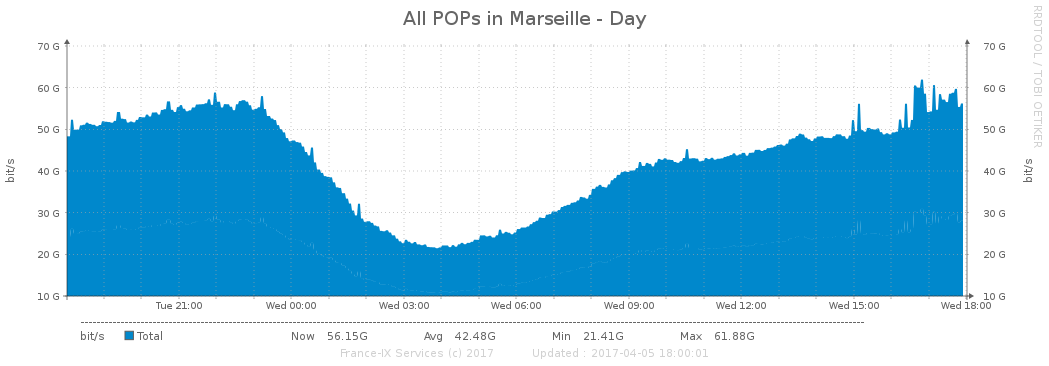 All POPs in Marseille - Day
RRDTOOL / TOBI OETIKER
70 G 70 G
60 G 60 G
50 G 50 G
40 G 40 G
30 G 30 G
20 G 20 G
10 G 10 G
bit/s
bit/s
Tue 21:00 Wed 00:00 Wed 03:00 Wed 06:00 Wed 09:00 Wed 12:00 Wed 15:00 Wed 18:00
bit/s Total Now 56.15G Avg 42.48G Min 21.41G Max 61.88G
France-IX Services (c) 2017 Updated : 2017-04-05 18:00:01